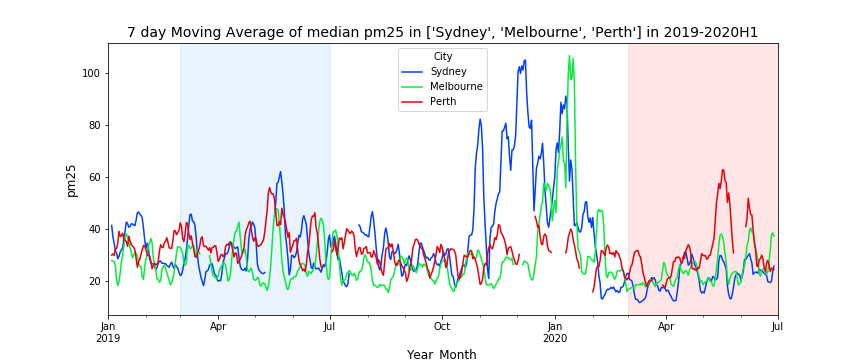 7 day Moving Average of median pm25 in ['Sydney', 'Melbourne', 'Perth'] in 2019-2020H1
City
Sydney
Melbourne
Perth
pm25
100
80
60
40
20
Jan
2019
Apr
Jul
Oct
Jan
2020
Apr
Jul
Year_Month